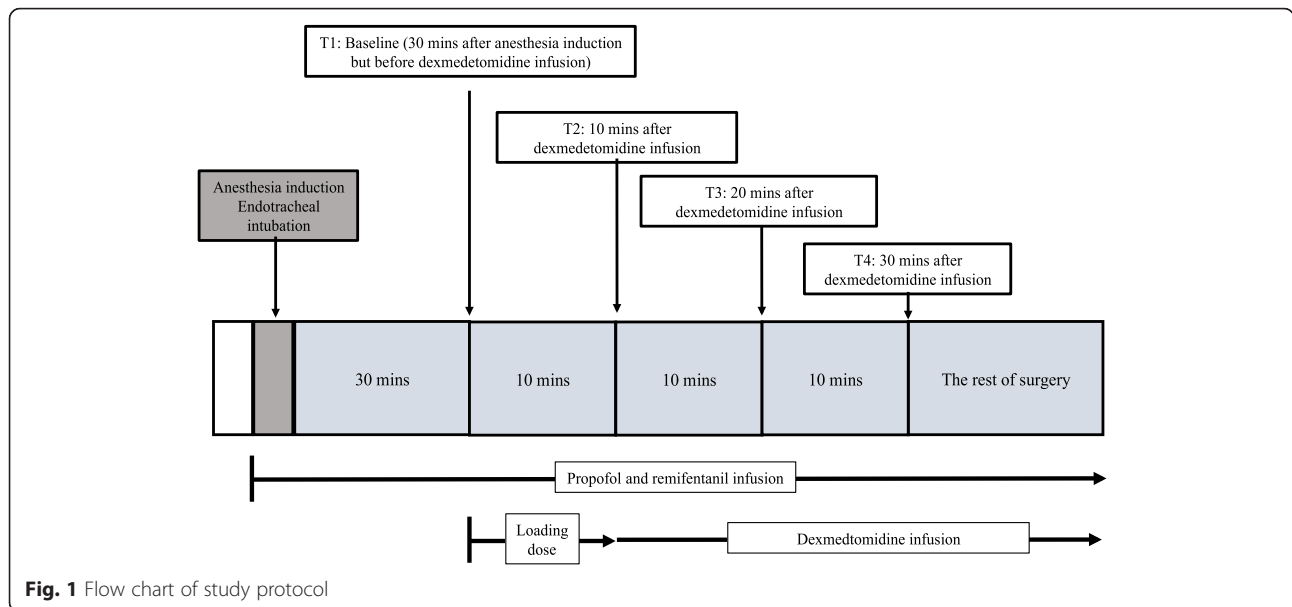 T1: Baseline (30 mins after anesthesia induction
but before dexmedetomidine infusion)
T2: 10 mins after
dexmedetomidine infusion
Anesthesia induction
Endotracheal
intubation
T3: 20 mins after
dexmedetomidine infusion
T4: 30 mins after
dexmedetomidine infusion
30 mins
10 mins
10 mins
10 mins
The rest of surgery
Propofol and remifentanil infusion
Loading
dose
Dexmedtomidine infusion
Fig. 1 Flow chart of study protocol